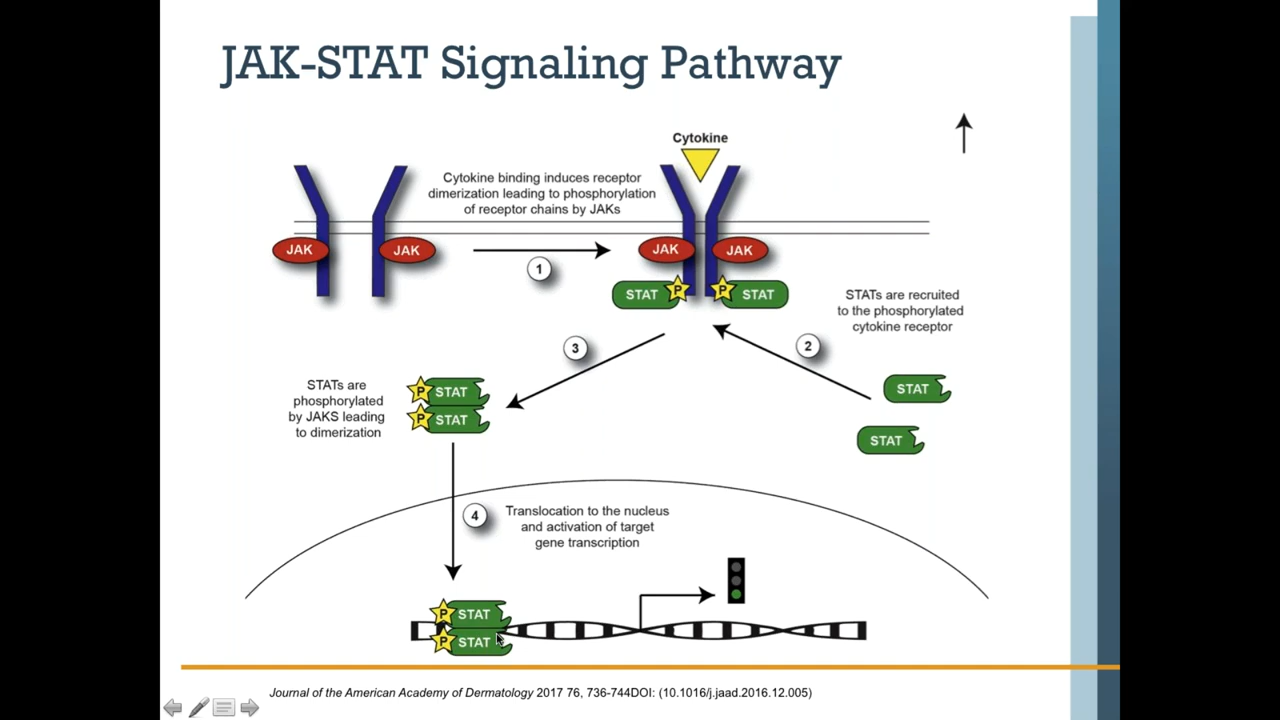 JAK-STAT Signaling Pathway
Cytokine
Cytokine binding induces receptor
dimerization leading to phosphorylation
of receptor chains by JAKs
JAK
JAK
JAK
JAK
1
STAT
P
P
STAT
STATs are recruited
to the phosphorylated
cytokine receptor
3
2
STATs are
phosphorylated
by JAKS leading
to dimerization
P
STAT
P
STAT
STAT
STAT
4
Translocation to the nucleus
and activation of target
gene transcription
P
STAT
P
STAT
Journal of the American Academy of Dermatology 2017 76, 736-744DOI: (10.1016/j.jaad.2016.12.005)